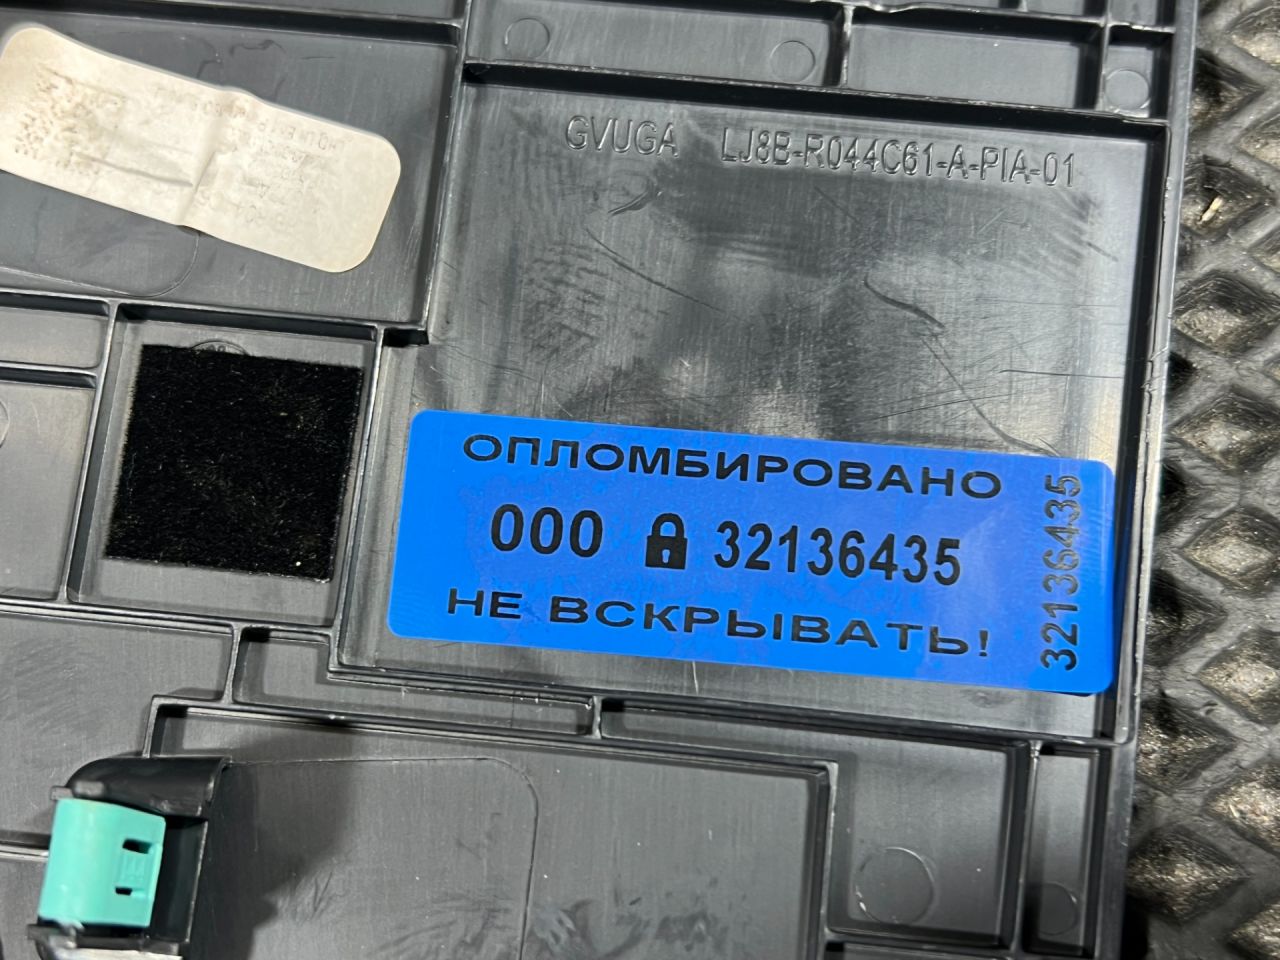 GVUGA LJ8B-R044C61-A-PIA-01
ОПЛОМБИРОВАНО
000 32136435
НЕ ВСКРЫВАТЬ!
32136435